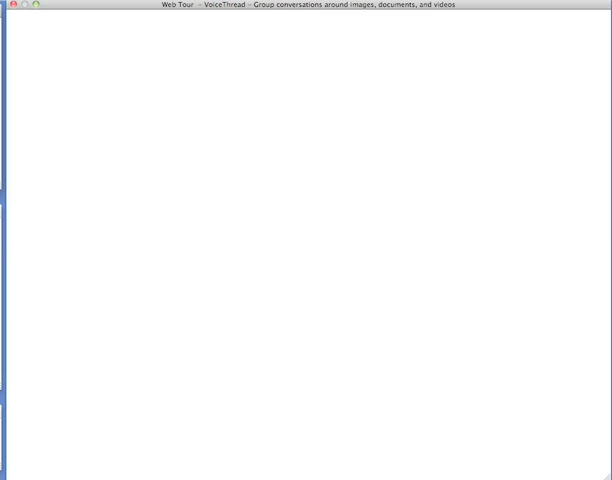 Web Tour - VoiceThread - Group conversations around images, documents, and videos